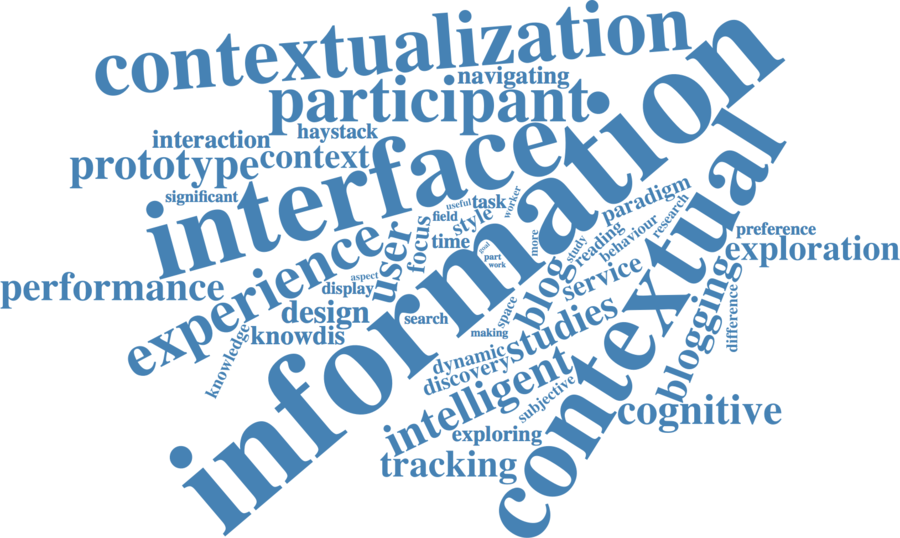 contextualization
navigating
participant
information
interaction
haystack
prototype
context
interface
contextual
significant
useful
task
worker
paradigm
research
field
style
focus
user
time
goal
part
work
more
study
reading
behaviour
preference
exploration
experience
aspect
display
performance
blog
service
blogging
difference
design
search
space
making
studies
knowdis
knowledge
dynamic
discovery
intelligent
subjective
cognitive
exploring
tracking